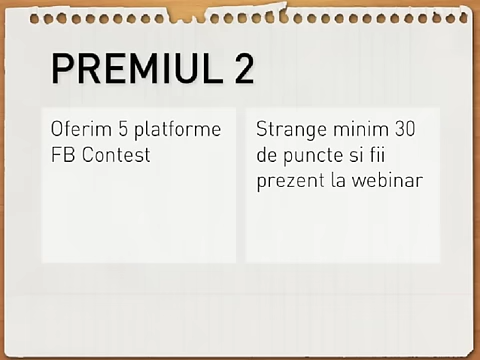 PREMIUL 2
Oferim 5 platforme
FB Contest
Strange minim 30
de puncte si fii
prezent la webinar